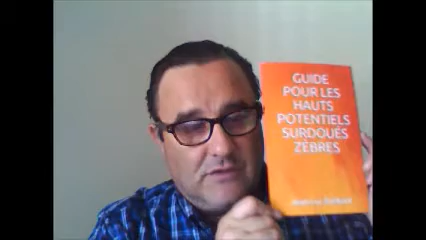 GUIDE
POUR LES
HAUTS
POTENTIELS
SURDOUÉS
ZÈBRES